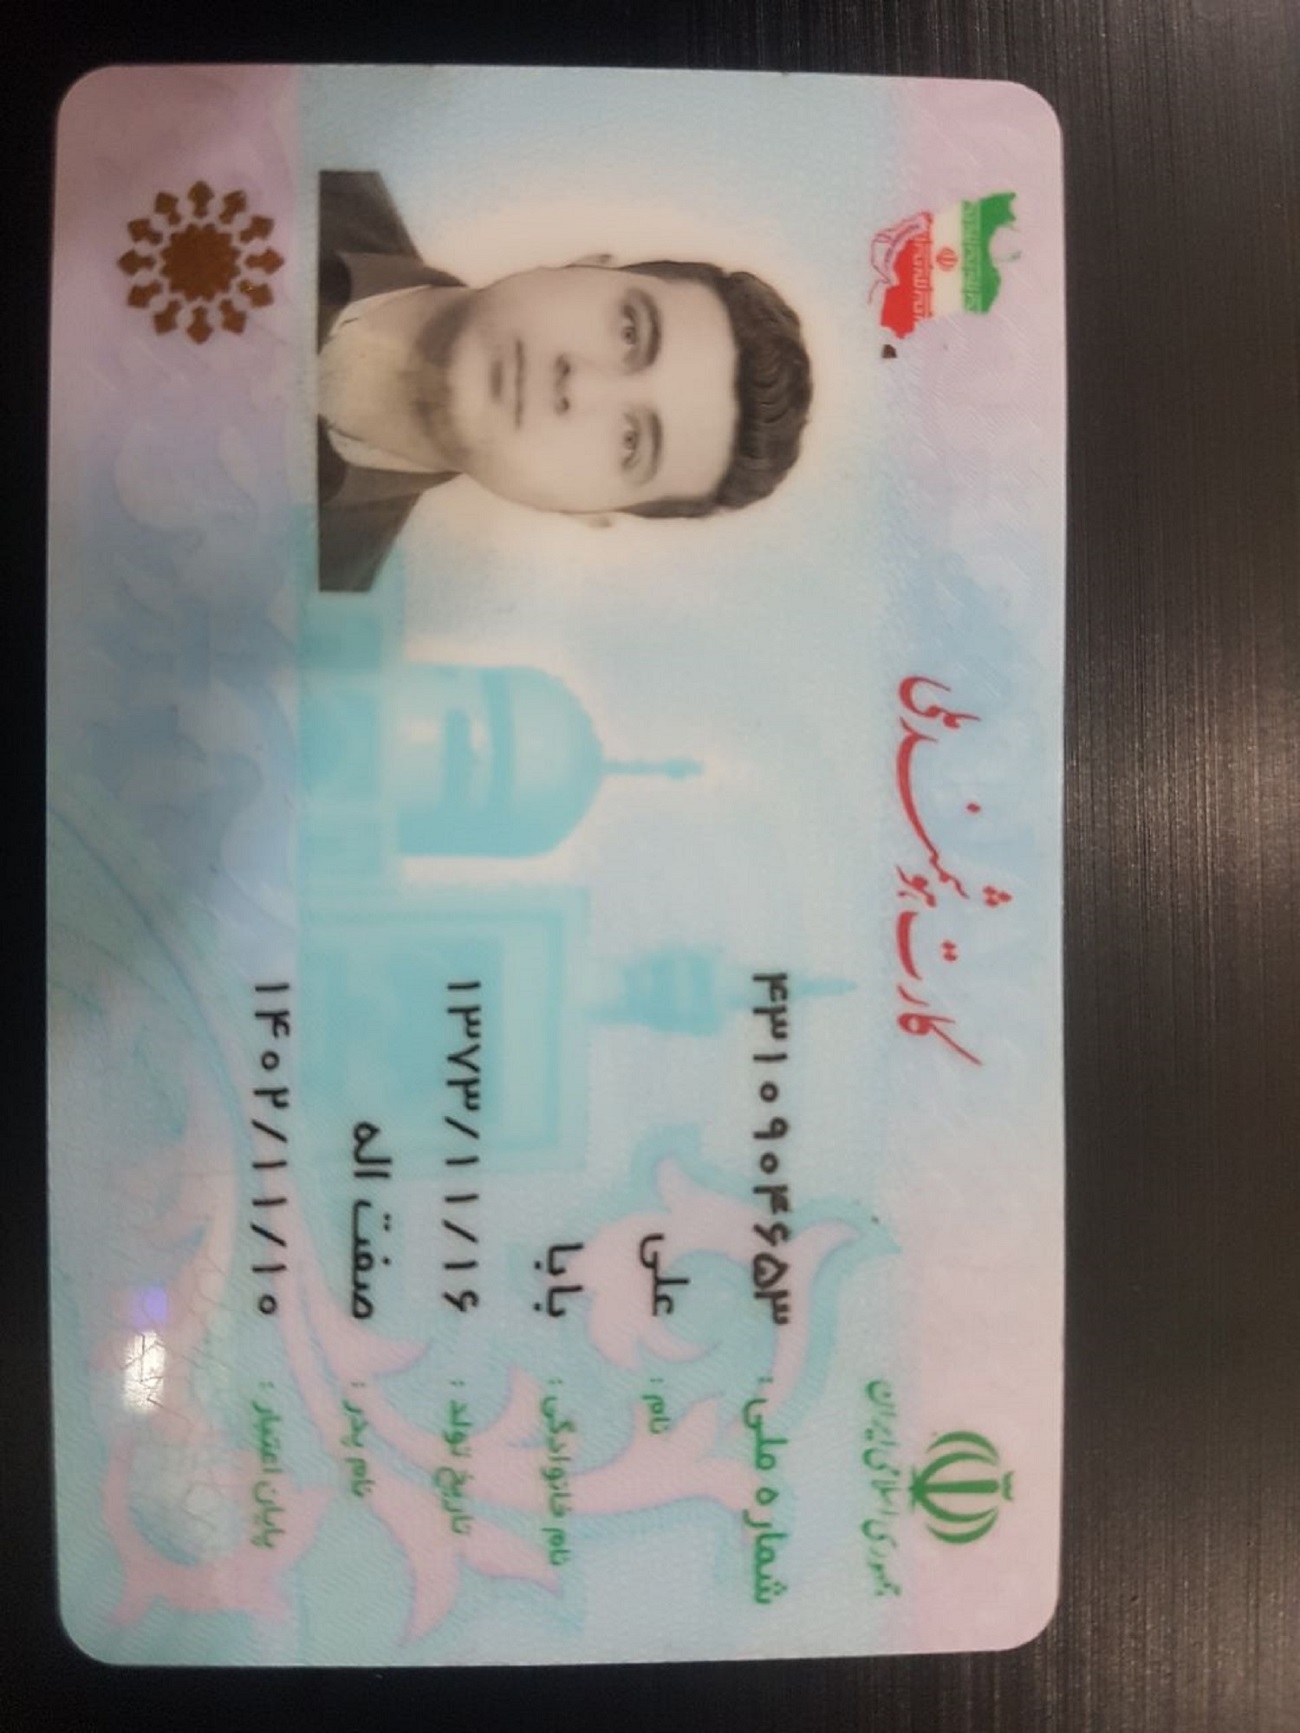 کارت هوشمند ملی
جمهوری اسلامی ایران
شماره ملی : ۴۳۱۰۹۰۴۶۵۳
نام : علی
نام خانوادگی : بابا
تاریخ تولد : ۱۳۷۳/۱۱/۱۶
نام پدر : صفت اله
پایان اعتبار : ۱۴۰۲/۱۱/۱۰